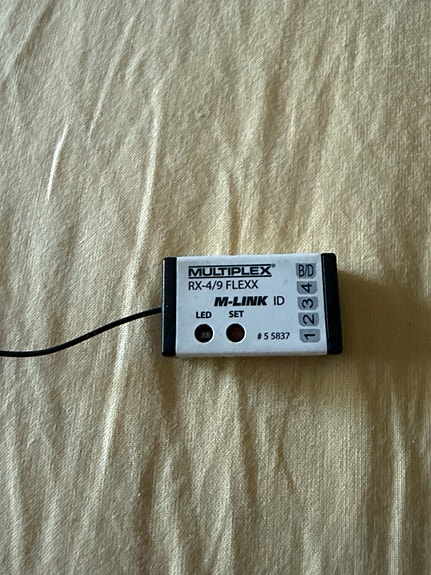 MULTIPLEX®
RX-4/9 FLEXX
M-LINK ID
LED SET
# 5 5837
B/D
4
3
2
1